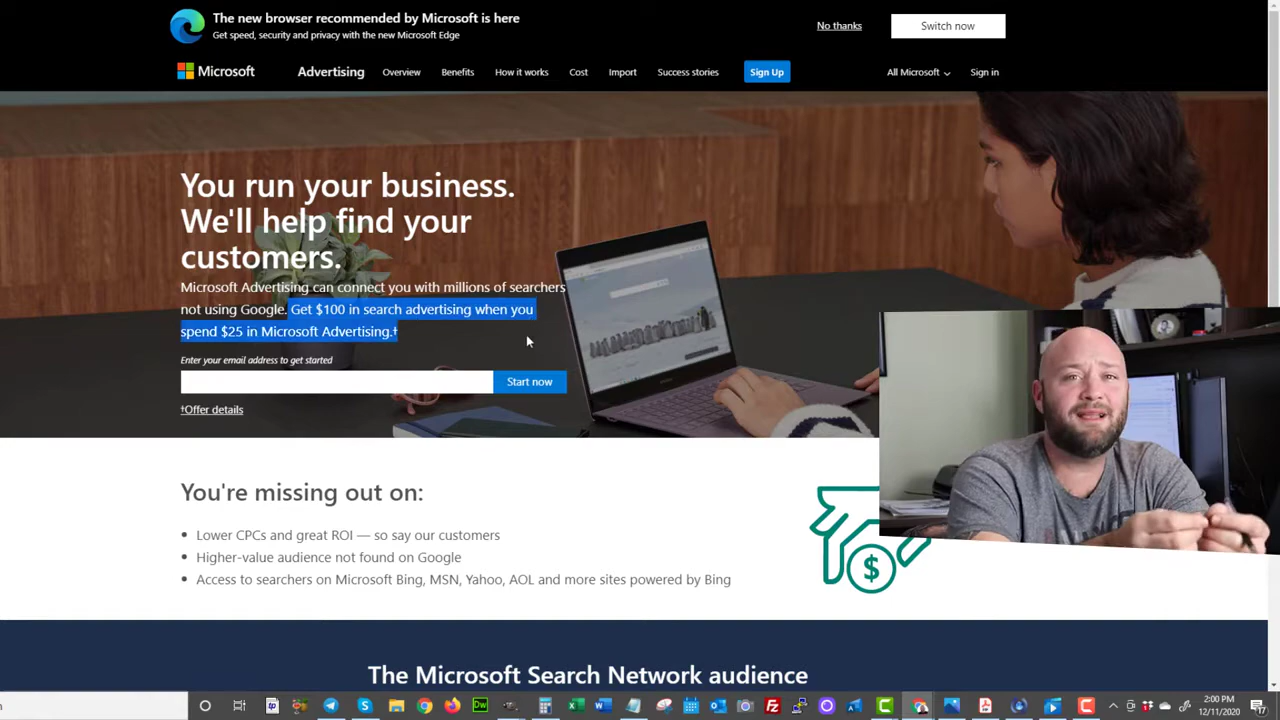 The new browser recommended by Microsoft is here
Get speed, security and privacy with the new Microsoft Edge
No thanks
Switch now
Microsoft
Advertising
Overview
Benefits
How it works
Cost
Import
Success stories
Sign Up
All Microsoft
Sign in
You run your business.
We'll help find your
customers.
Microsoft Advertising can connect you with millions of searchers
not using Google. Get $100 in search advertising when you
spend $25 in Microsoft Advertising.†
Enter your email address to get started
Start now
†Offer details
You're missing out on:
Lower CPCs and great ROI — so say our customers
Higher-value audience not found on Google
Access to searchers on Microsoft Bing, MSN, Yahoo, AOL and more sites powered by Bing
$
The Microsoft Search Network audience
2:00 PM
12/11/2020